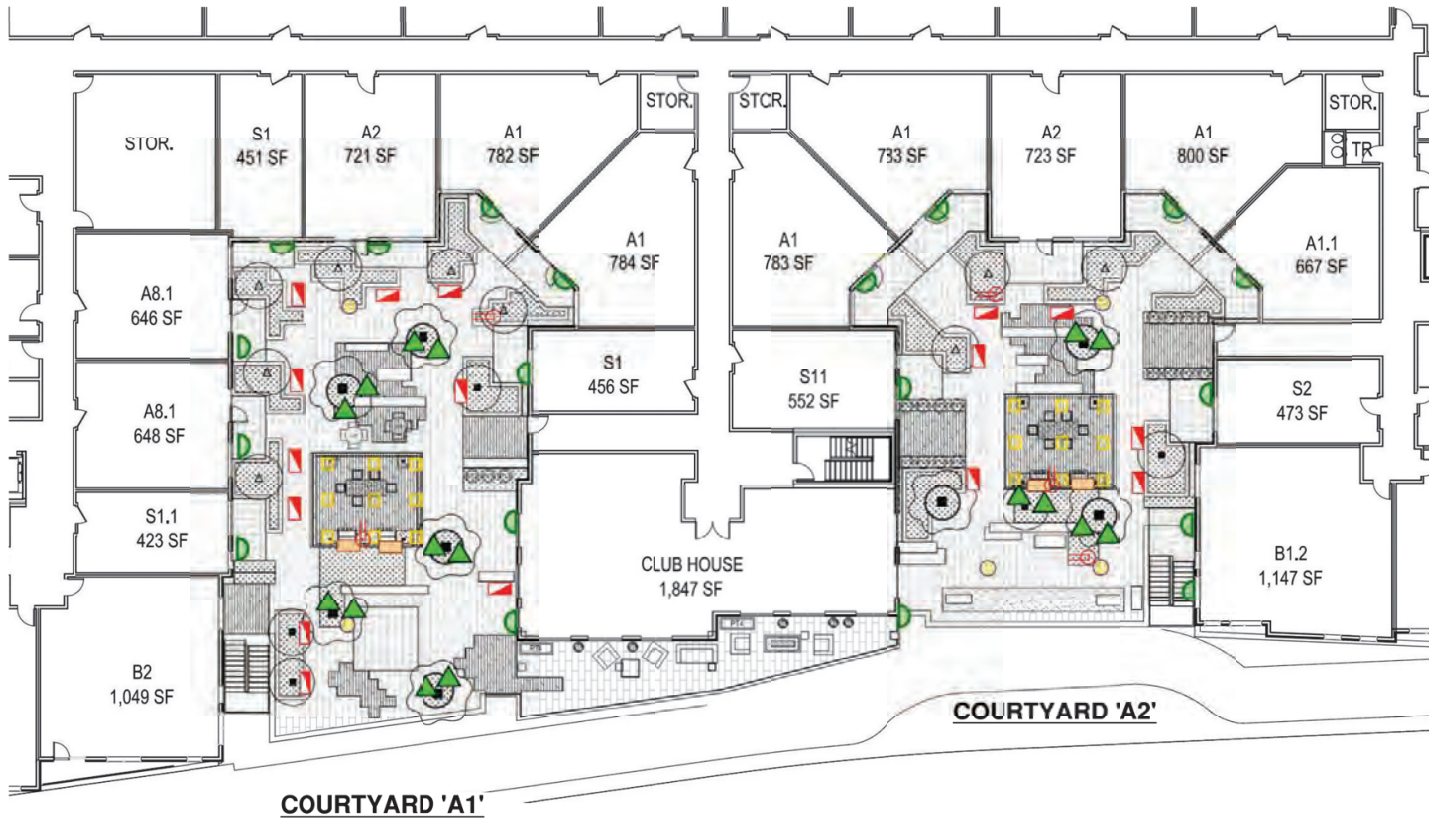 STOR.
S1
451 SF
A2
721 SF
A1
782 SF
STOR.
STCR.
A1
733 SF
A2
723 SF
A1
800 SF
STOR.
TR
A8.1
646 SF
A1
784 SF
A1
783 SF
A1.1
667 SF
A8.1
648 SF
S1
456 SF
S11
552 SF
S2
473 SF
S1.1
423 SF
CLUB HOUSE
1,847 SF
B1.2
1,147 SF
B2
1,049 SF
COURTYARD 'A2'
COURTYARD 'A1'